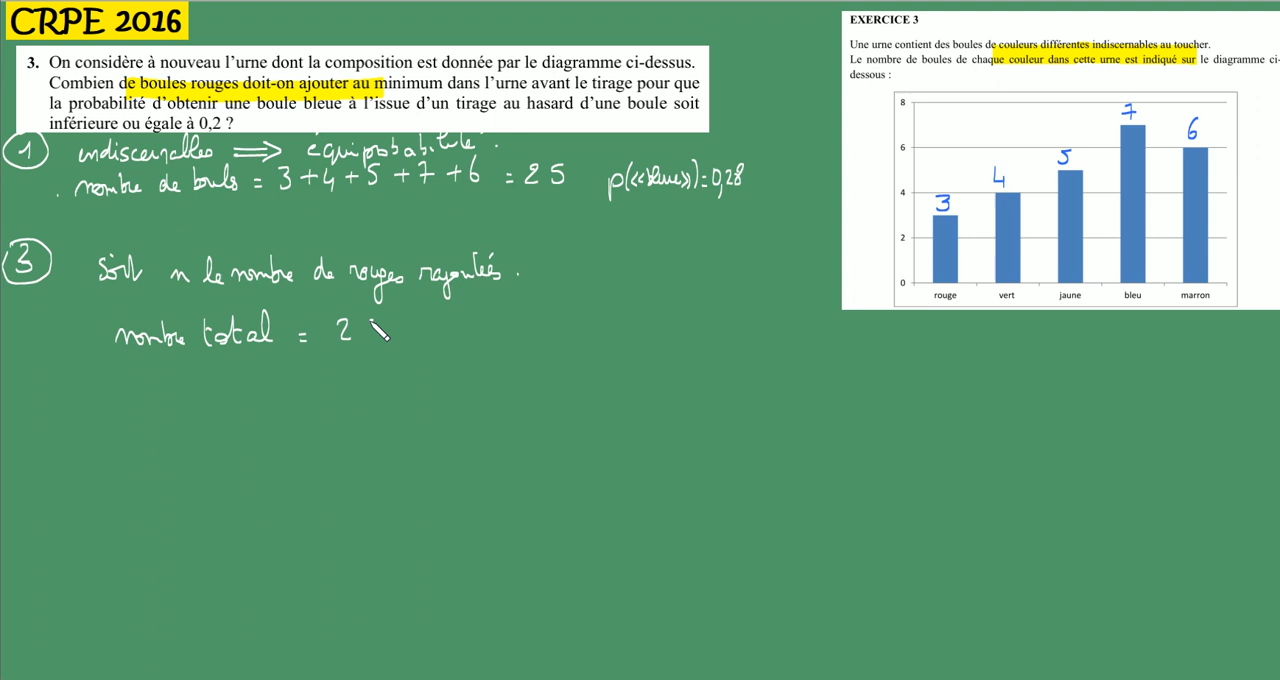 CRPE 2016
3. On considère à nouveau l'urne dont la composition est donnée par le diagramme ci-dessus.
Combien de boules rouges doit-on ajouter au minimum dans l'urne avant le tirage pour que
la probabilité d'obtenir une boule bleue à l'issue d'un tirage au hasard d'une boule soit
inférieure ou égale à 0,2 ?
1 indiscernables ⟹ équiprobabilité.
. nombre de bouls = 3 + 4 + 5 + 7 + 6 = 25 p(«bleue») = 0,28
3 Soit n le nombre de rouges rajoutées.
nombre total = 2
EXERCICE 3
Une urne contient des boules de couleurs différentes indiscernables au toucher.
Le nombre de boules de chaque couleur dans cette urne est indiqué sur le diagramme ci-
dessous :
8
6
4
2
0
3
4
5
7
6
rouge vert jaune bleu marron